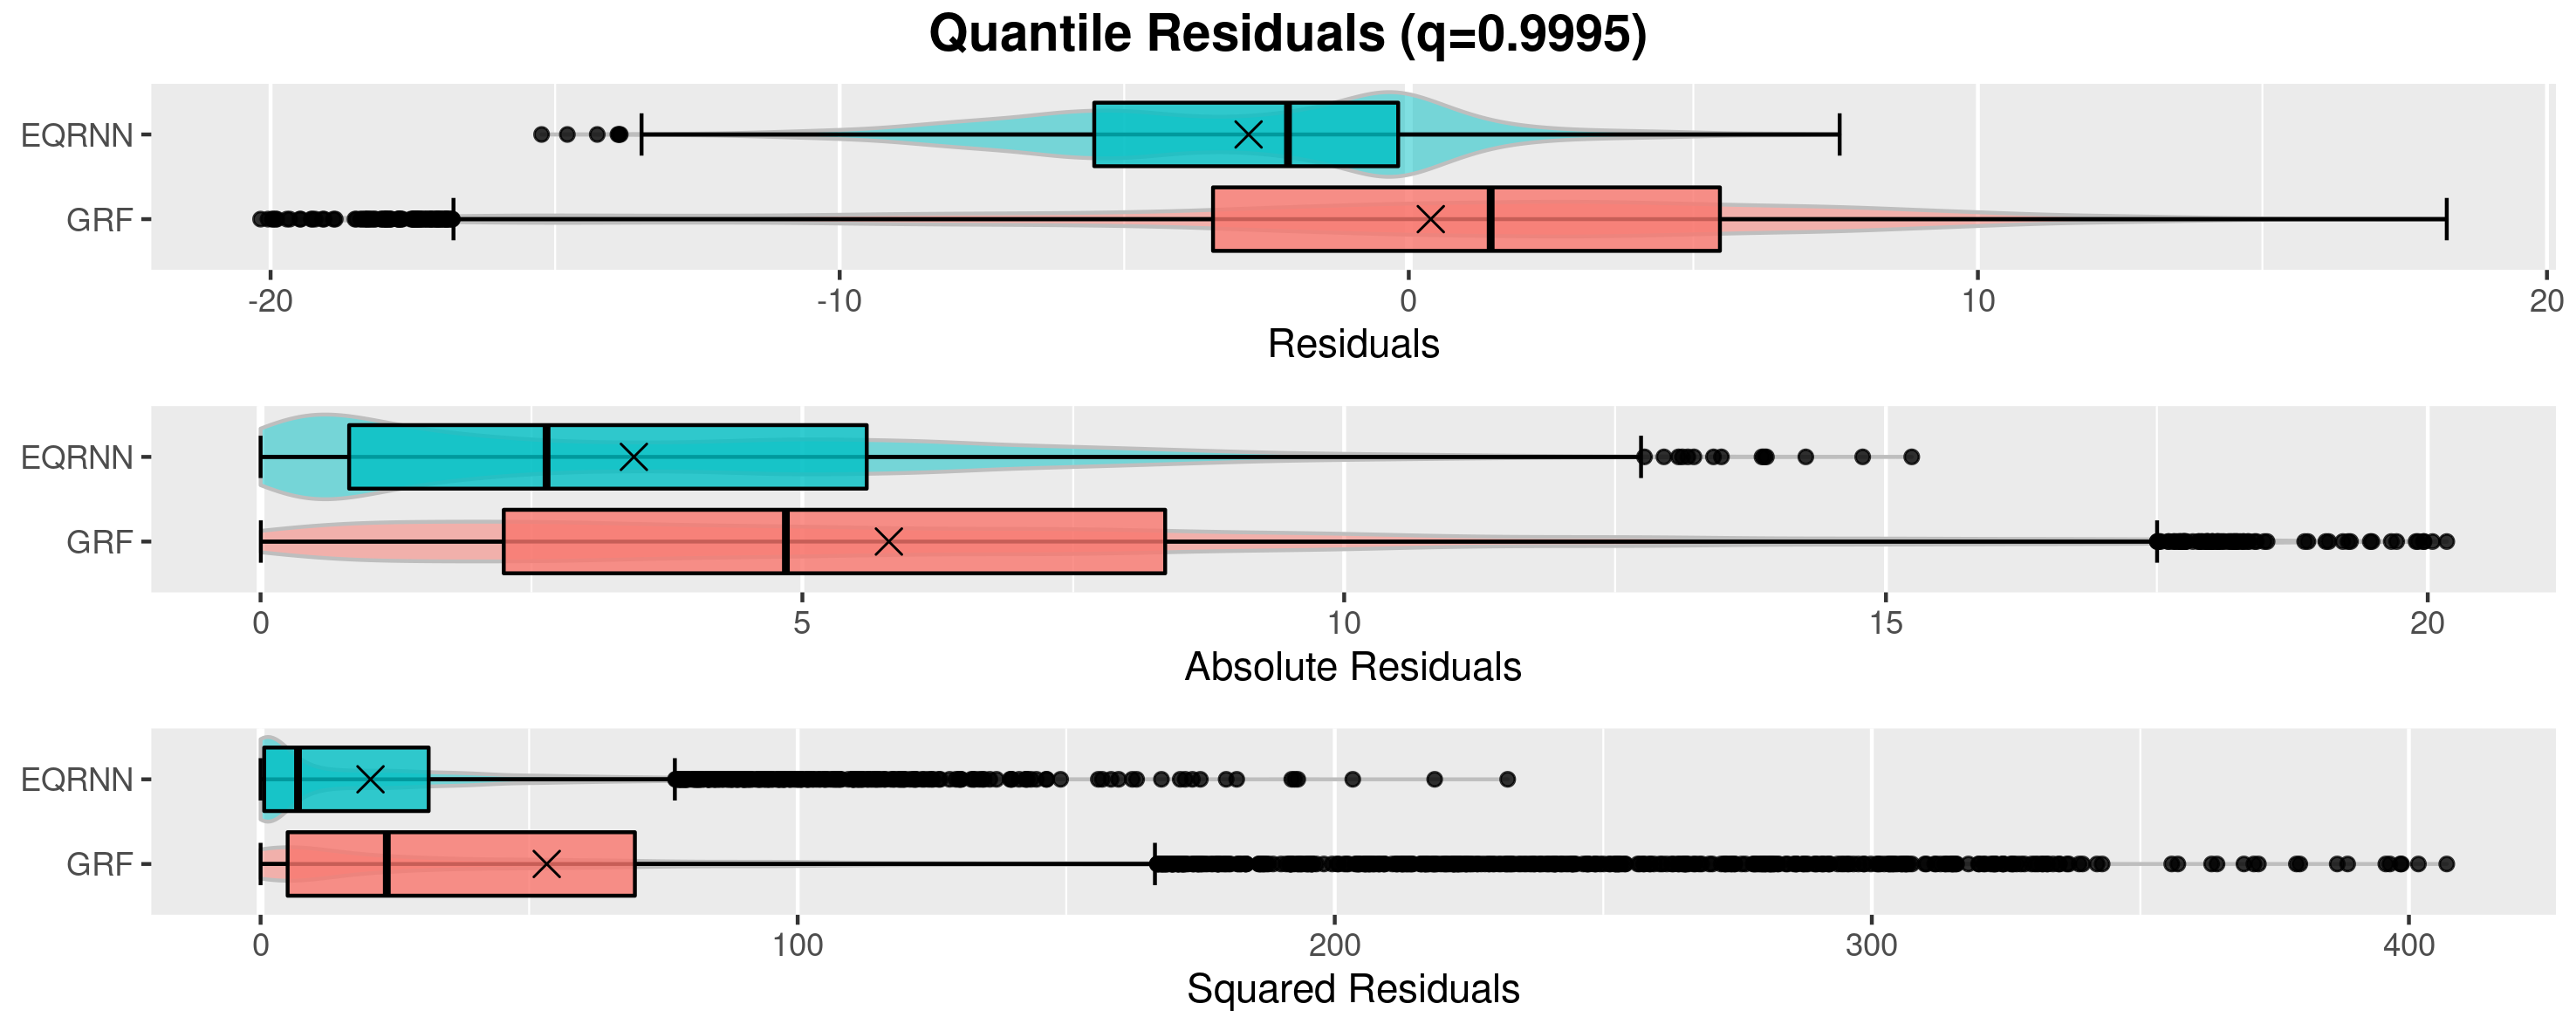 Quantile Residuals (q=0.9995)
EQRNN
GRF
-20 -10 0 10 20
Residuals
EQRNN
GRF
0 5 10 15 20
Absolute Residuals
EQRNN
GRF
0 100 200 300 400
Squared Residuals